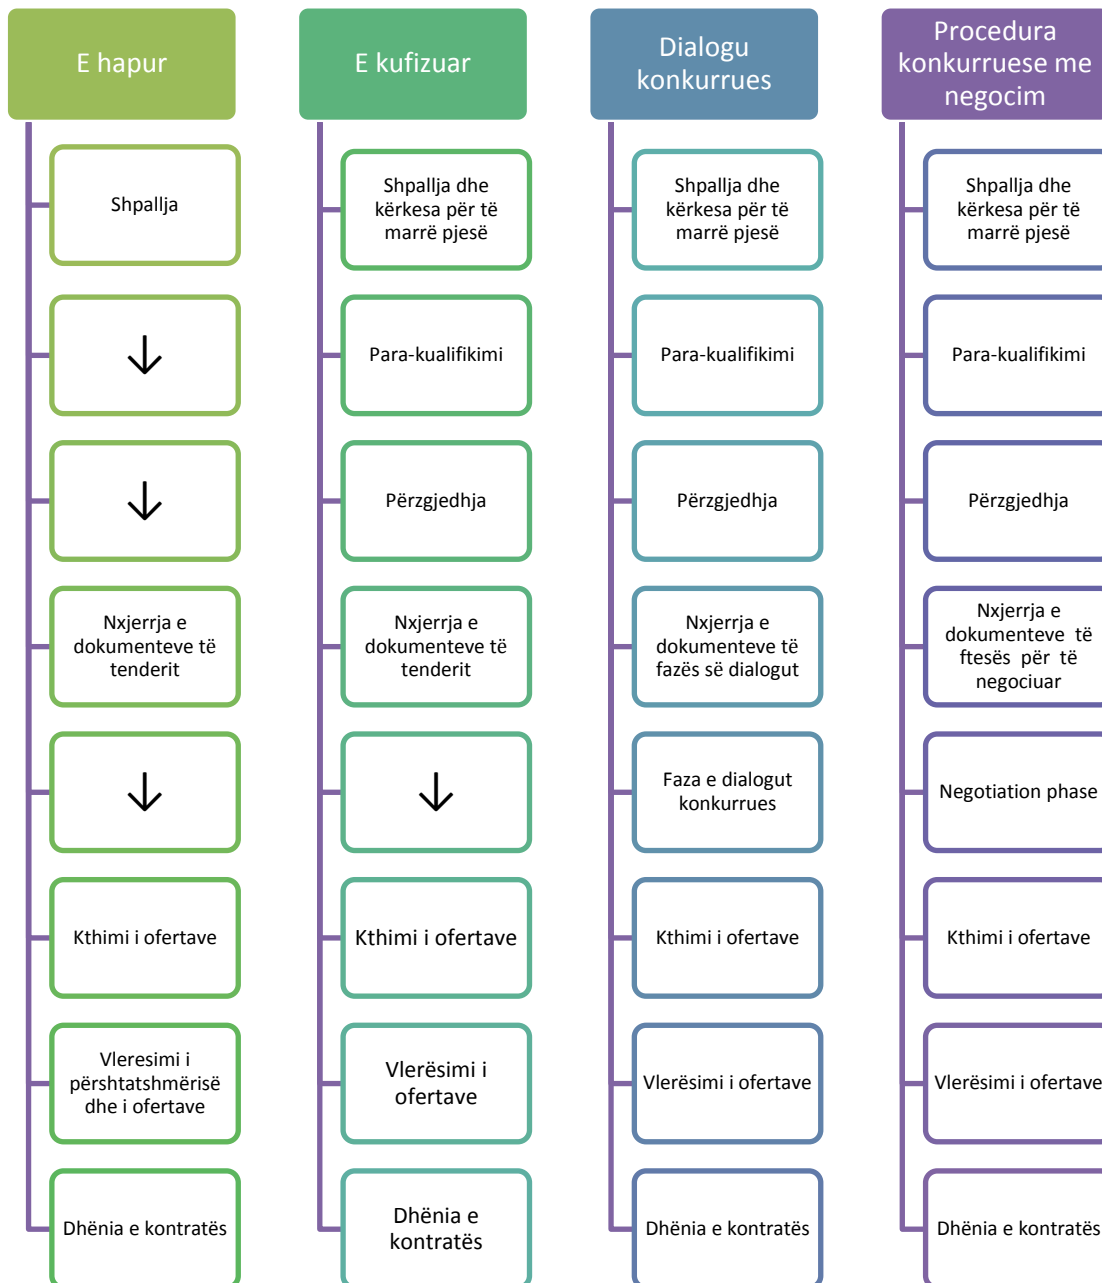 E hapur
Shpallja
↓
↓
Nxjerrja e
dokumenteve të
tenderit
↓
Kthimi i ofertave
Vleresimi i
përshtatshmërisë
dhe i ofertave
Dhënia e kontratës
E kufizuar
Shpallja dhe
kërkesa për të
marrë pjesë
Para-kualifikimi
Përzgjedhja
Nxjerrja e
dokumenteve të
tenderit
↓
Kthimi i ofertave
Vlerësimi i
ofertave
Dhënia e
kontratës
Dialogu
konkurrues
Shpallja dhe
kërkesa për të
marrë pjesë
Para-kualifikimi
Përzgjedhja
Nxjerrja e
dokumenteve të
fazës së dialogut
Faza e dialogut
konkurrues
Kthimi i ofertave
Vlerësimi i ofertave
Dhënia e kontratës
Procedura
konkurruese me
negocim
Shpallja dhe
kërkesa për të
marrë pjesë
Para-kualifikimi
Përzgjedhja
Nxjerrja e
dokumenteve të
ftesës për të
negociuar
Negotiation phase
Kthimi i ofertave
Vlerësimi i ofertave
Dhënia e kontratës